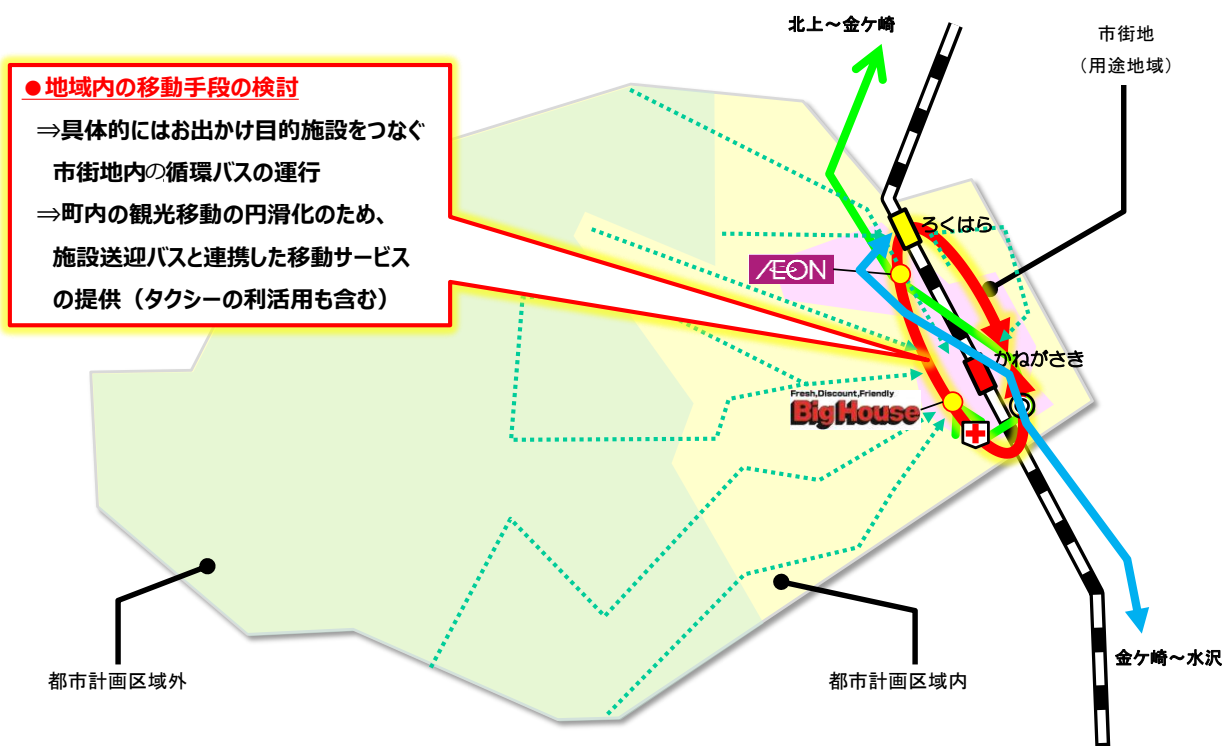 北上～金ケ崎
市街地
（用途地域）
●地域内の移動手段の検討
⇒具体的にはお出かけ目的施設をつなぐ
市街地内の循環バスの運行
⇒町内の観光移動の円滑化のため、
施設送迎バスと連携した移動サービス
の提供（タクシーの利活用も含む）
ろくはら
ÆON
かねがさき
Fresh,Discount,Friendly
BigHouse
都市計画区域外
都市計画区域内
金ケ崎～水沢